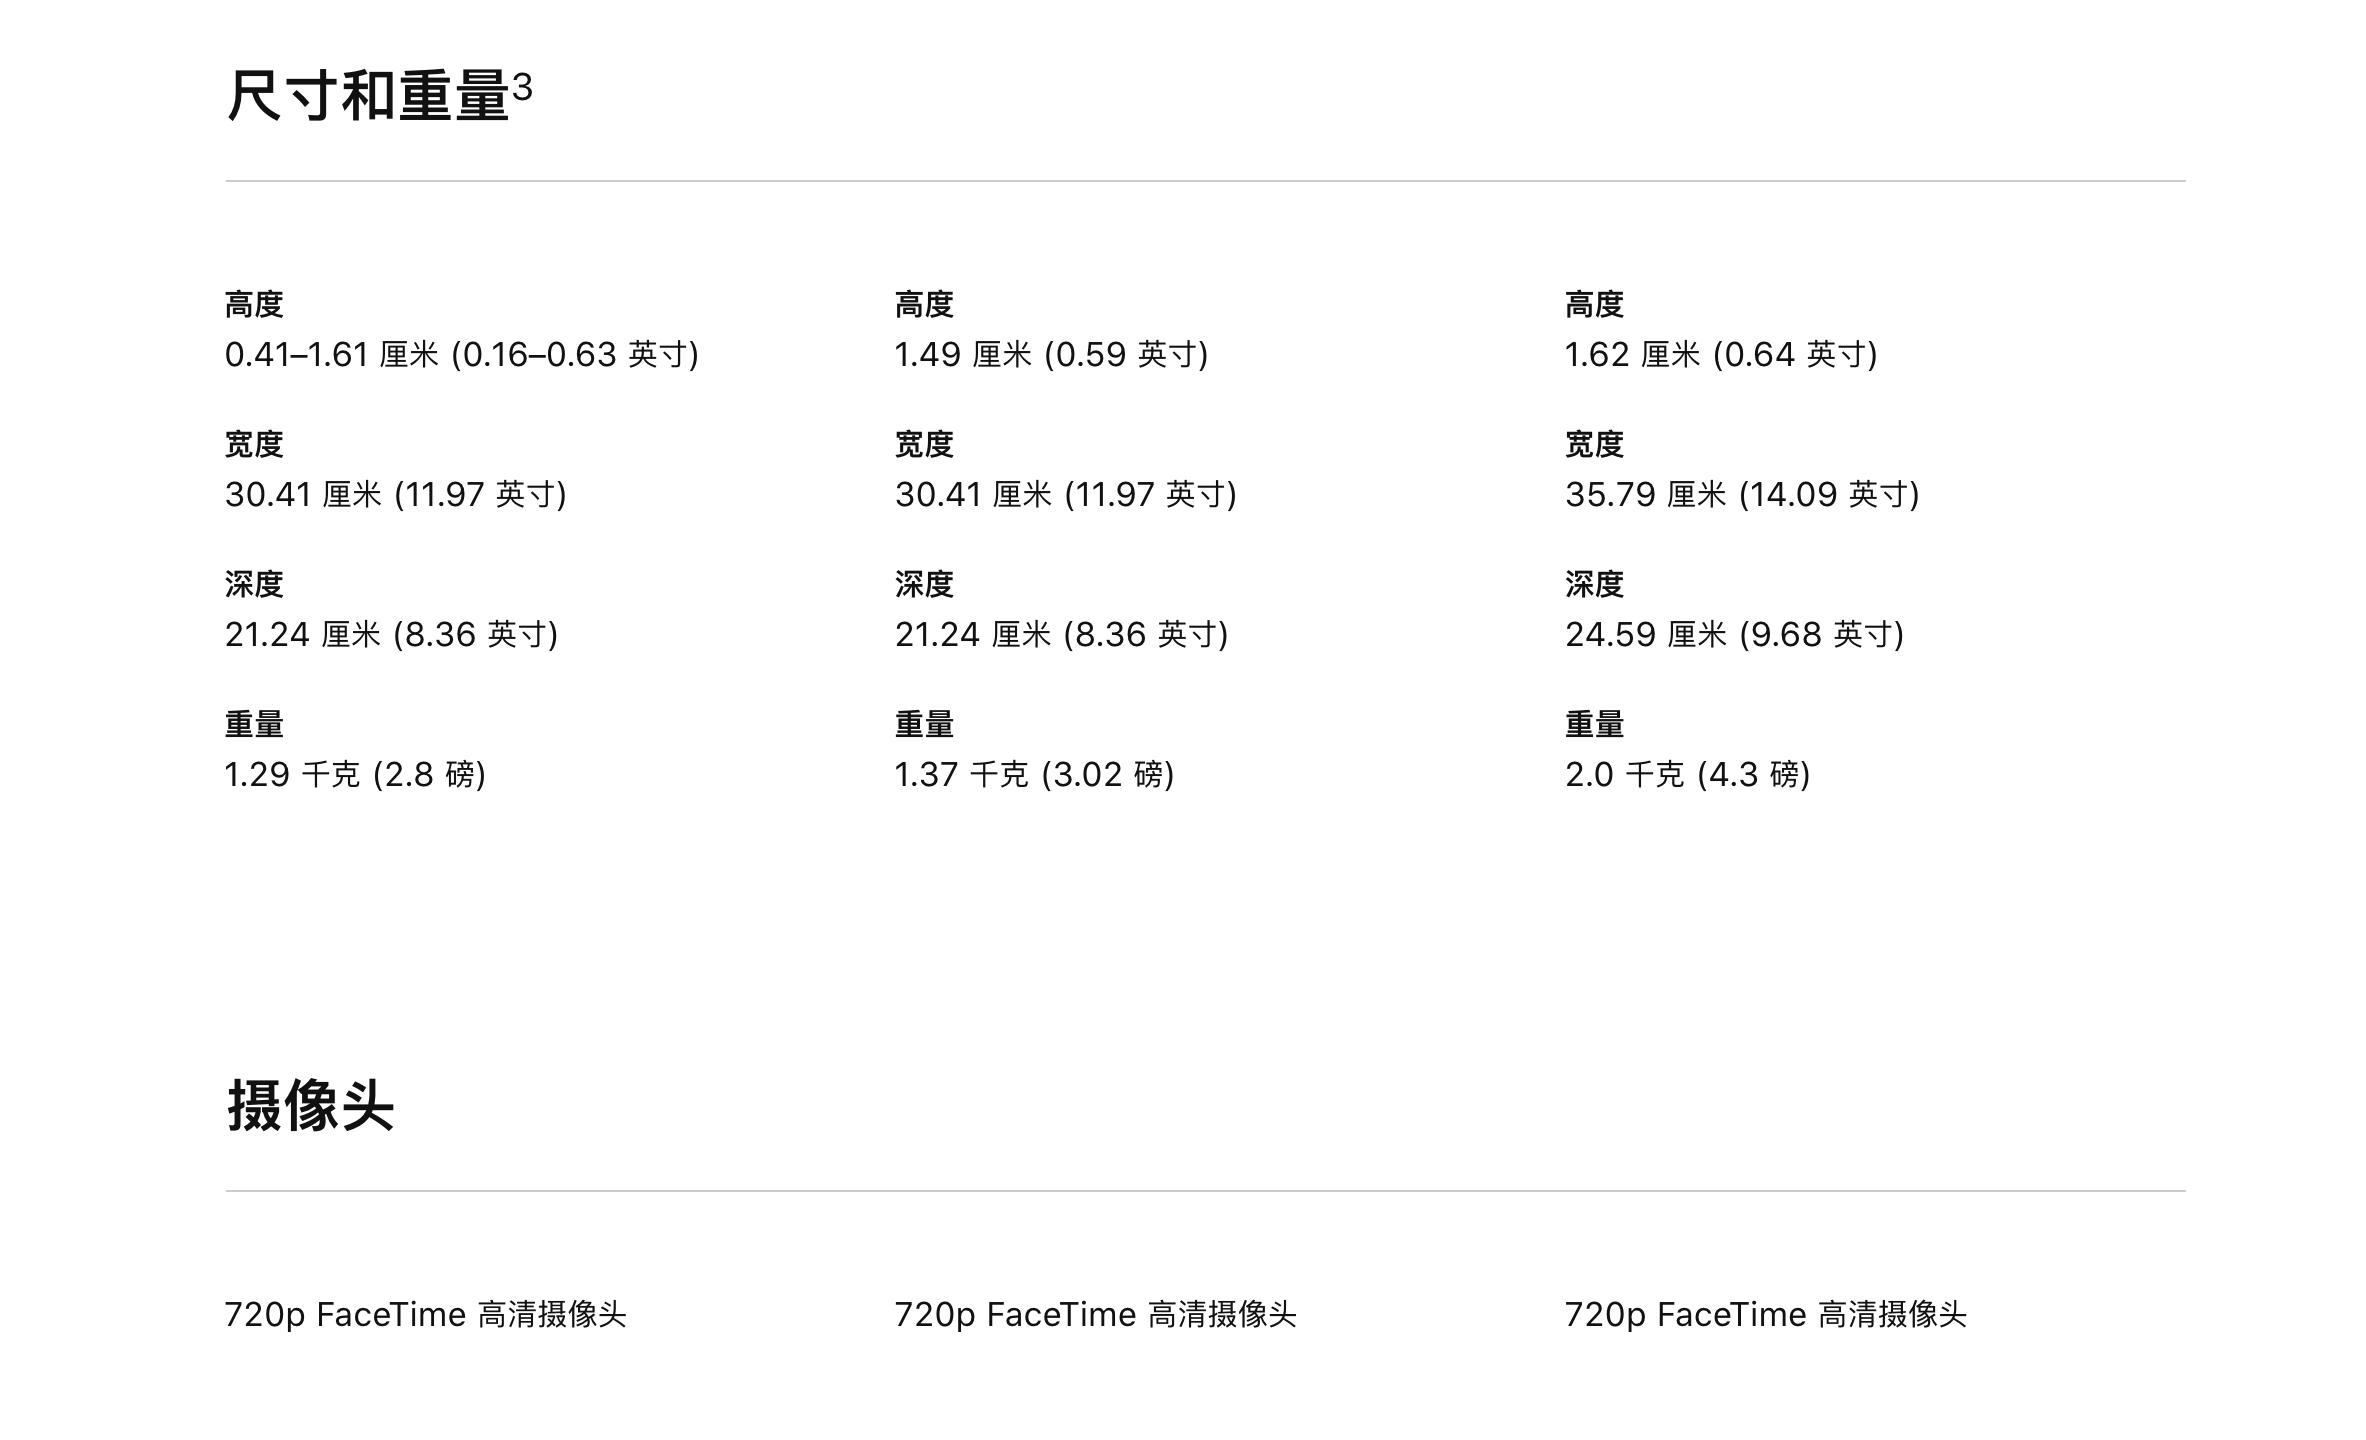 尺寸和重量3
高度
0.41–1.61 厘米 (0.16–0.63 英寸)
宽度
30.41 厘米 (11.97 英寸)
深度
21.24 厘米 (8.36 英寸)
重量
1.29 千克 (2.8 磅)
高度
1.49 厘米 (0.59 英寸)
宽度
30.41 厘米 (11.97 英寸)
深度
21.24 厘米 (8.36 英寸)
重量
1.37 千克 (3.02 磅)
高度
1.62 厘米 (0.64 英寸)
宽度
35.79 厘米 (14.09 英寸)
深度
24.59 厘米 (9.68 英寸)
重量
2.0 千克 (4.3 磅)
摄像头
720p FaceTime 高清摄像头
720p FaceTime 高清摄像头
720p FaceTime 高清摄像头